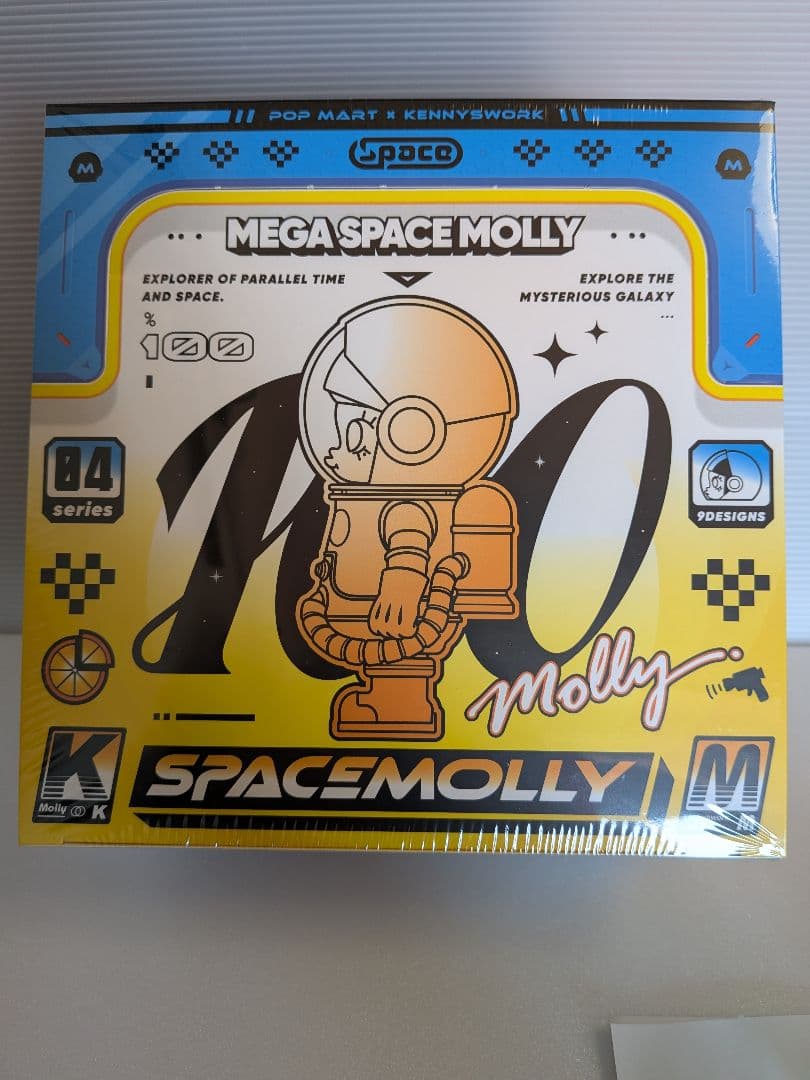 POP MART × KENNYSWORK
M
Space
M
MEGA SPACE MOLLY
EXPLORER OF PARALLEL TIME
AND SPACE.
EXPLORE THE
MYSTERIOUS GALAXY
...
%
100
04
series
9DESIGNS
Molly
K
Molly
K
SPACEMOLLY
M